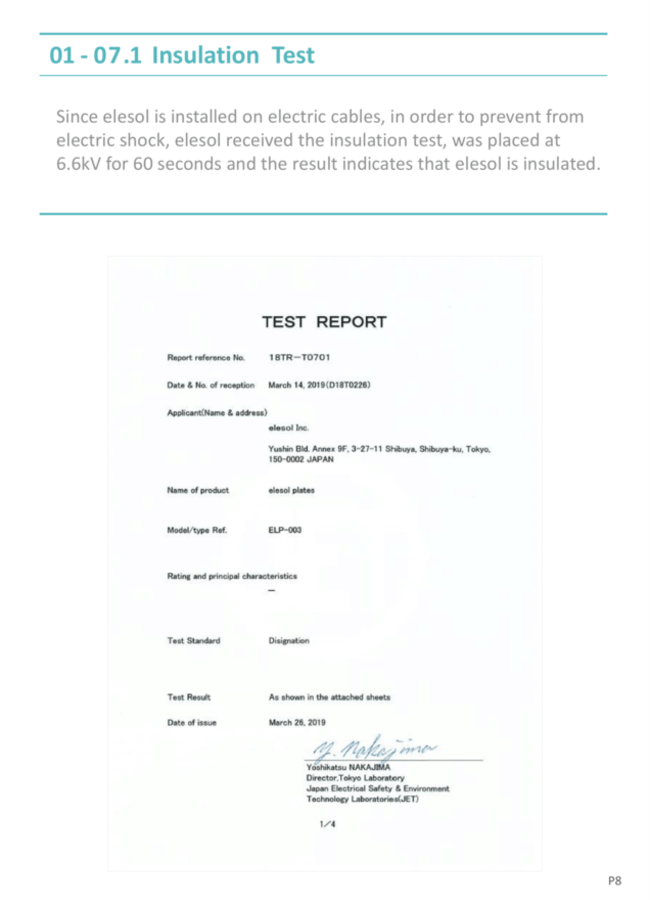 01 - 07.1 Insulation Test
Since elesol is installed on electric cables, in order to prevent from
electric shock, elesol received the insulation test, was placed at
6.6kV for 60 seconds and the result indicates that elesol is insulated.
TEST REPORT
Report reference No. 18TR-T0701
Date & No. of reception March 14, 2019(D18T0226)
Applicant(Name & address)
elesol Inc.
Yushin Bld. Annex 9F, 3-27-11 Shibuya, Shibuya-ku, Tokyo,
150-0002 JAPAN
Name of product elesol plates
Model/type Ref. ELP-003
Rating and principal characteristics
—
Test Standard Disignation
Test Result As shown in the attached sheets
Date of issue March 26, 2019
Y. Nakajima
Yoshikatsu NAKAJIMA
Director,Tokyo Laboratory
Japan Electrical Safety & Environment
Technology Laboratories(JET)
1/4
P8